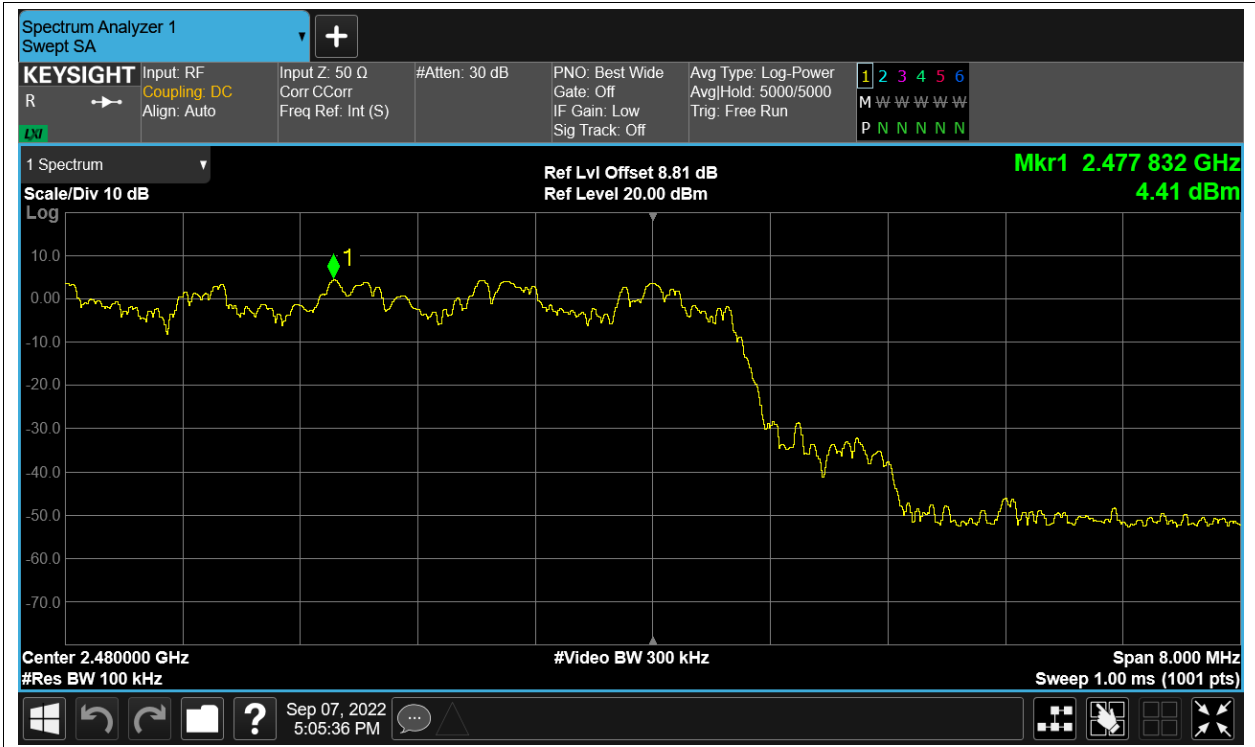 Spectrum Analyzer 1
Swept SA
+
KEYSIGHT
R
LXI
Input: RF
Coupling: DC
Align: Auto
Input Z: 50 Ω
Corr CCorr
Freq Ref: Int (S)
#Atten: 30 dB
PNO: Best Wide
Gate: Off
IF Gain: Low
Sig Track: Off
Avg Type: Log-Power
Avg|Hold: 5000/5000
Trig: Free Run
1 2 3 4 5 6
M W W W W W
P N N N N N
1 Spectrum
Scale/Div 10 dB
Log
Ref Lvl Offset 8.81 dB
Ref Level 20.00 dBm
Mkr1 2.477 832 GHz
4.41 dBm
1
10.0
0.00
-10.0
-20.0
-30.0
-40.0
-50.0
-60.0
-70.0
Center 2.480000 GHz
#Res BW 100 kHz
#Video BW 300 kHz
Span 8.000 MHz
Sweep 1.00 ms (1001 pts)
?
Sep 07, 2022
5:05:36 PM